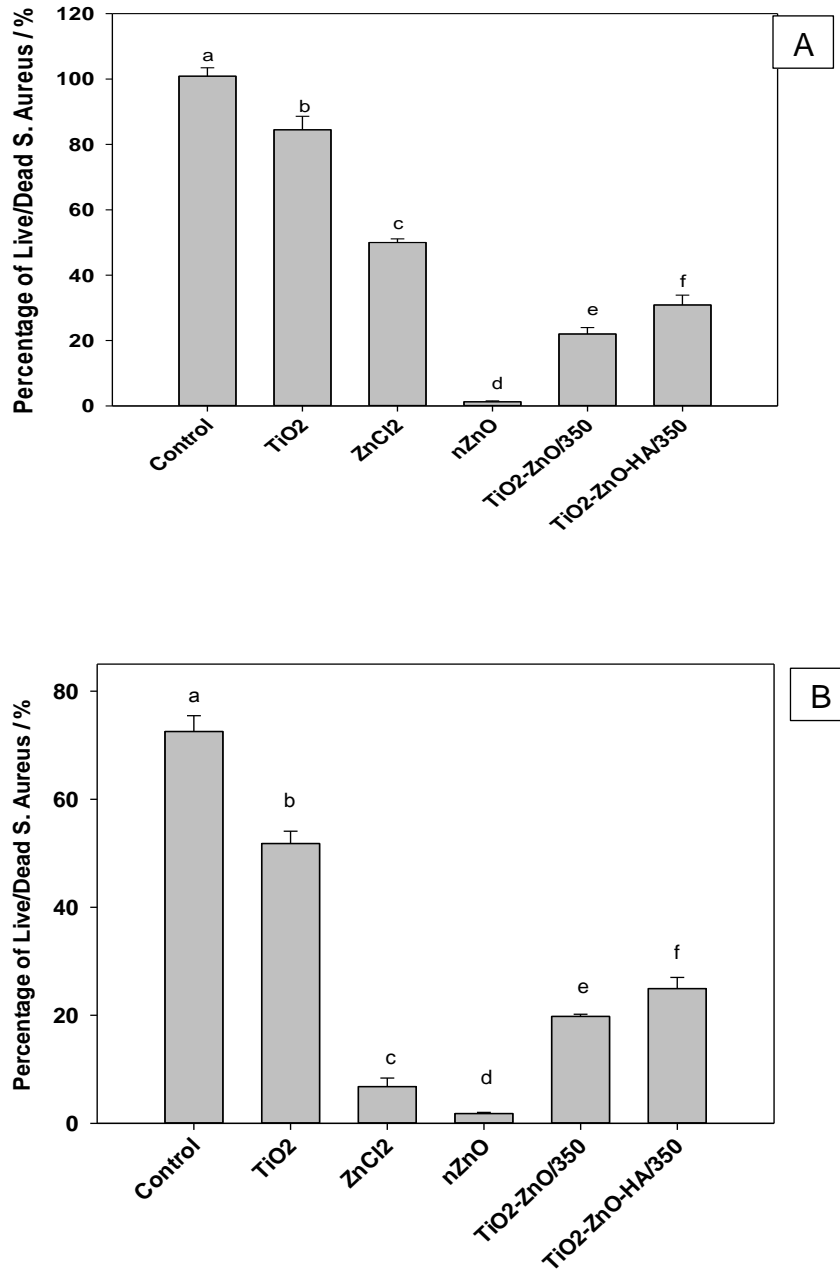 A
Percentage of Live/Dead S. Aureus / %
120
100
80
60
40
20
0
a
b
c
d
e
f
Control
TiO2
ZnCl2
nZnO
TiO2-ZnO/350
TiO2-ZnO-HA/350
B
Percentage of Live/Dead S. Aureus / %
80
60
40
20
0
a
b
c
d
e
f
Control
TiO2
ZnCl2
nZnO
TiO2-ZnO/350
TiO2-ZnO-HA/350